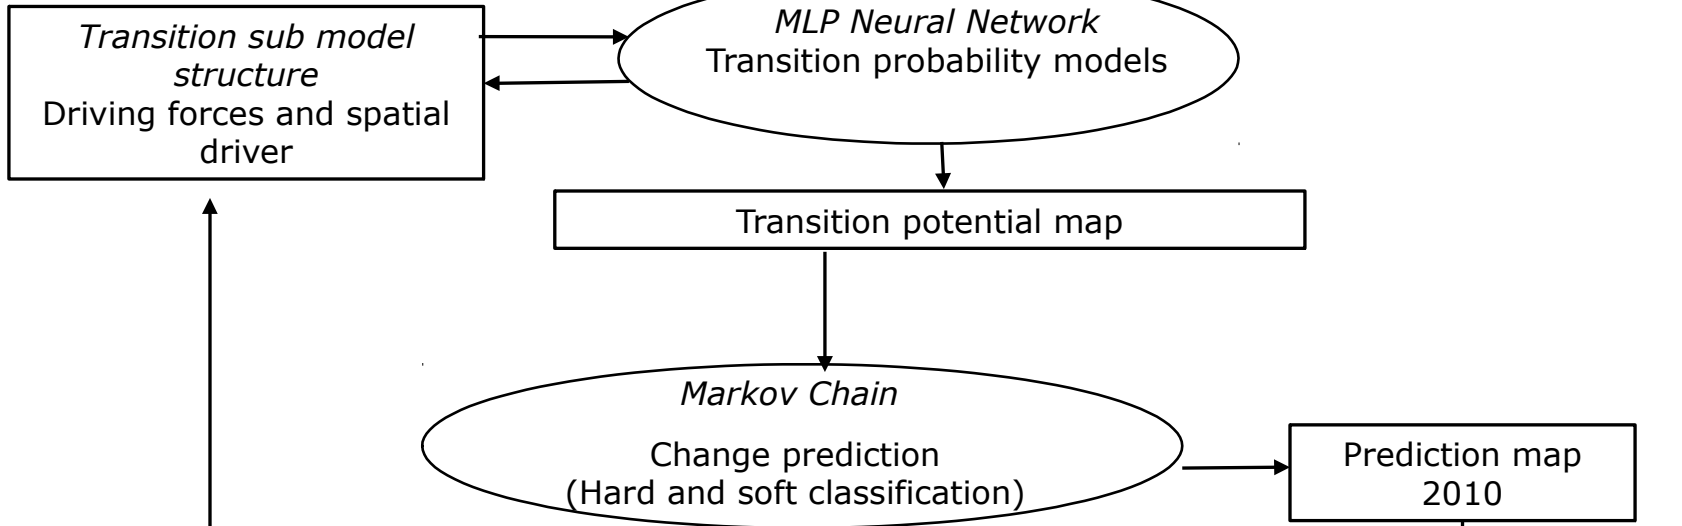 Transition sub model
structure
Driving forces and spatial
driver
MLP Neural Network
Transition probability models
Transition potential map
Markov Chain
Change prediction
(Hard and soft classification)
Prediction map
2010